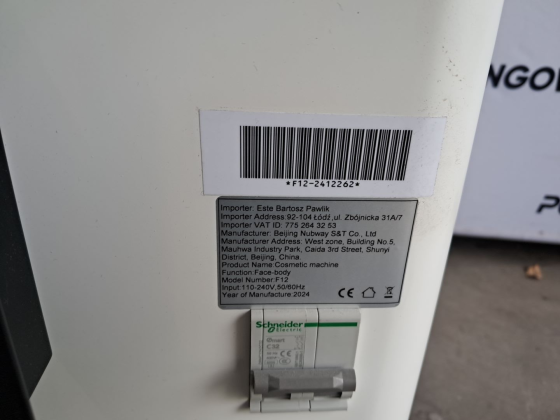 NGOW
P
*F12-2412262*
Importer: Este Bartosz Pawlik
Importer Address:92-104 Łódź ,ul. Zbójnicka 31A/7
Importer VAT ID: 775 264 32 53
Manufacturer: Beijing Nubway S&T Co., Ltd
Manufacturer Address: West zone, Building No.5,
Mauhwa Industry Park, Caida 3rd Street, Shunyi
District, Beijing, China.
Product Name:Cosmetic machine
Function:Face-body
Model Number:F12
Input:110-240V,50/60Hz
Year of Manufacture:2024
CE
Schneider
Electric